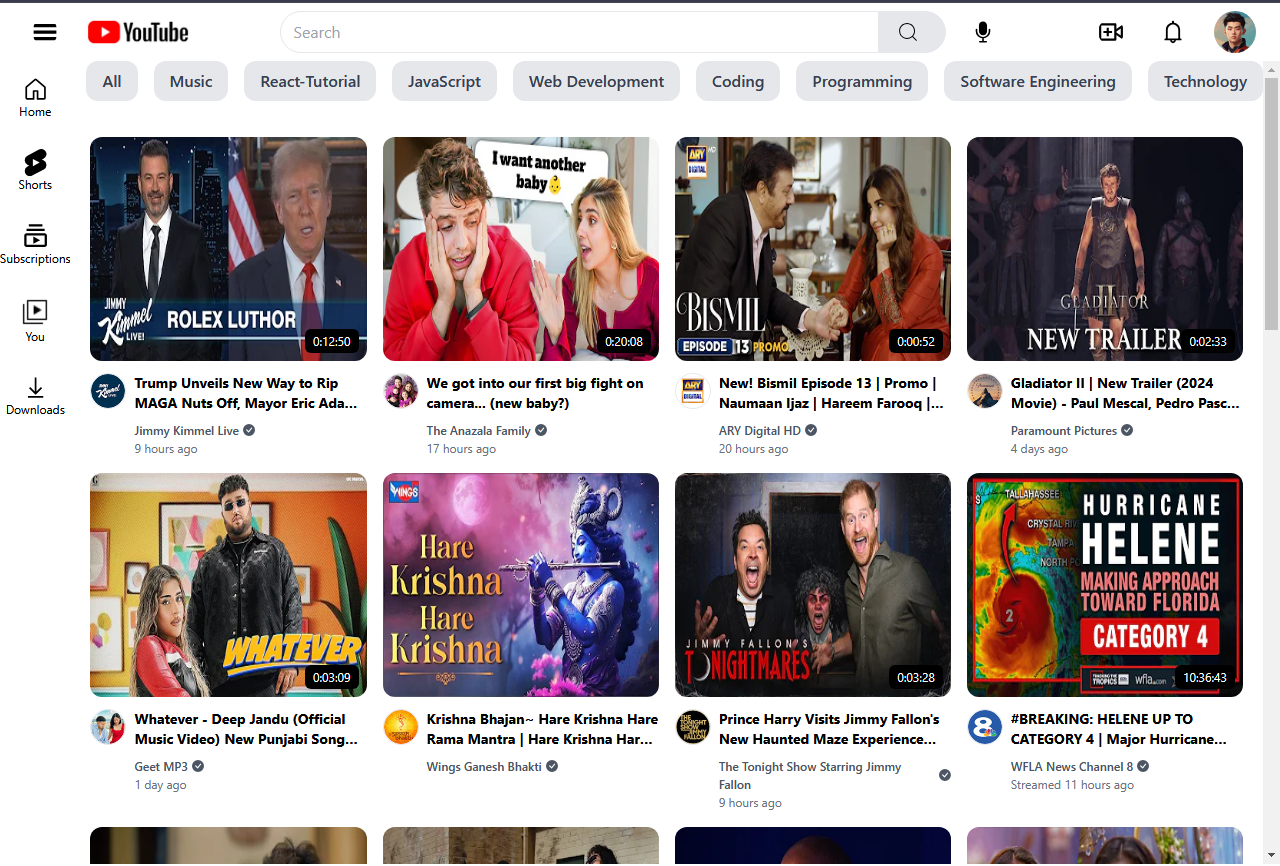 YouTube
Search
All
Music
React-Tutorial
JavaScript
Web Development
Coding
Programming
Software Engineering
Technology
Home
Shorts
Subscriptions
You
Downloads
JIMMY
Kimmel
LIVE!
ROLEX LUTHOR
0:12:50
Trump Unveils New Way to Rip
MAGA Nuts Off, Mayor Eric Ada...
Jimmy Kimmel Live
9 hours ago
I want another
baby👶
0:20:08
We got into our first big fight on
camera... (new baby?)
The Anazala Family
17 hours ago
ARY
DIGITAL
HD
BISMIL
EPISODE 13 PROMO
0:00:52
New! Bismil Episode 13 | Promo |
Naumaan Ijaz | Hareem Farooq |...
ARY Digital HD
20 hours ago
GLADIATOR
II
NEW TRAILER
0:02:33
Gladiator II | New Trailer (2024
Movie) - Paul Mescal, Pedro Pasc...
Paramount Pictures
4 days ago
WHATEVER
0:03:09
Whatever - Deep Jandu (Official
Music Video) New Punjabi Song...
Geet MP3
1 day ago
WINGS
Hare
Krishna
Hare
Krishna
Krishna Bhajan~ Hare Krishna Hare
Rama Mantra | Hare Krishna Har...
Wings Ganesh Bhakti
JIMMY FALLON'S
TONIGHTMARES
0:03:28
Prince Harry Visits Jimmy Fallon's
New Haunted Maze Experience...
The Tonight Show Starring Jimmy
Fallon
9 hours ago
TALLAHASSEE
CRYSTAL RIV
TAMPA
NORTH PO
2
HURRICANE
HELENE
MAKING APPROACH
TOWARD FLORIDA
CATEGORY 4
TRACKING THE
TROPICS
wfla.com
10:36:43
8
#BREAKING: HELENE UP TO
CATEGORY 4 | Major Hurricane...
WFLA News Channel 8
Streamed 11 hours ago